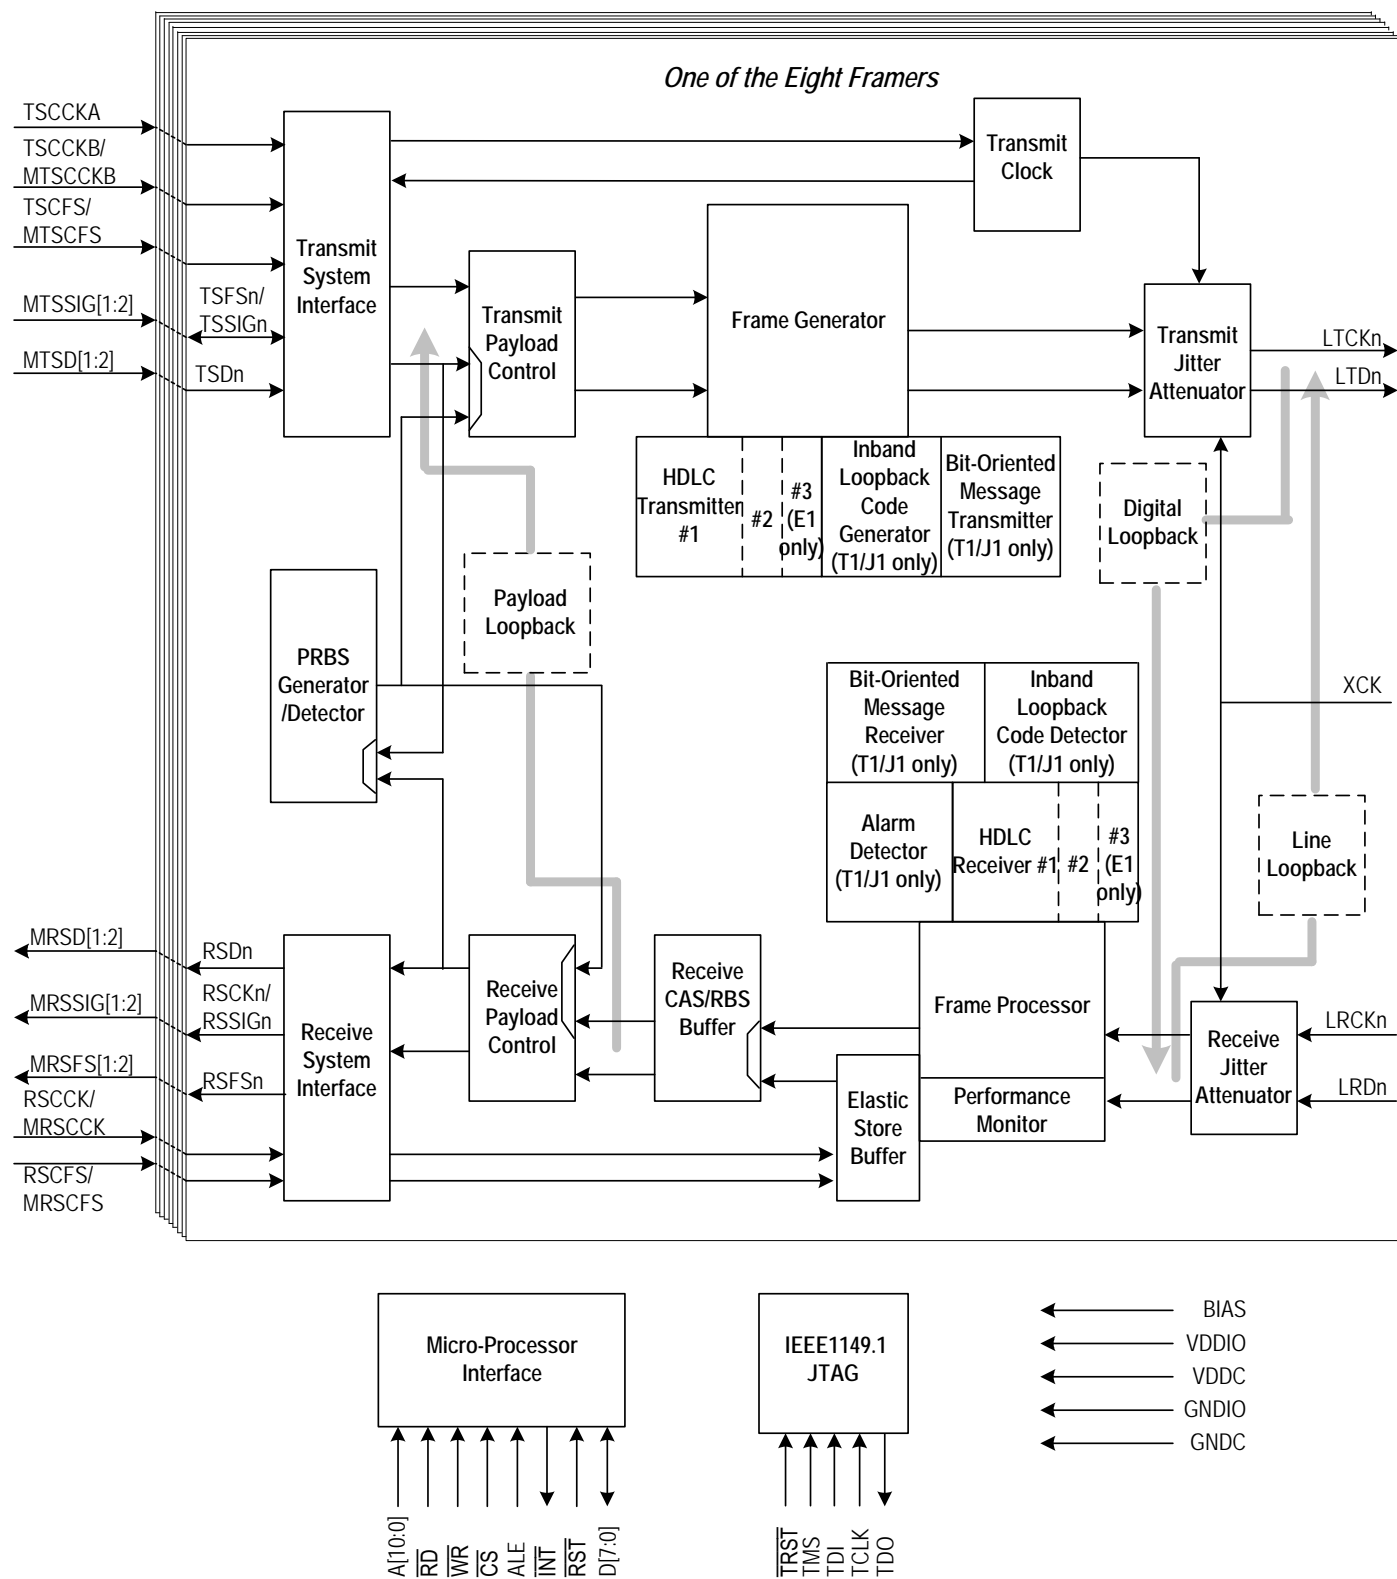 One of the Eight Framers
TSCCKA
TSCCKB/
MTSCCKB
TSCFS/
MTSCFS
MTSSIG[1:2]
TSFSn/
TSSIGn
MTSD[1:2]
TSDn
Transmit
System
Interface
Transmit
Payload
Control
Frame Generator
Transmit
Clock
Transmit
Jitter
Attenuator
LTCKn
LTDn
HDLC
Transmitter
#1
#2
#3
(E1
only)
Inband
Loopback
Code
Generator
(T1/J1 only)
Bit-Oriented
Message
Transmitter
(T1/J1 only)
Digital
Loopback
Payload
Loopback
PRBS
Generator
/Detector
Bit-Oriented
Message
Receiver
(T1/J1 only)
Inband
Loopback
Code Detector
(T1/J1 only)
XCK
Alarm
Detector
(T1/J1 only)
HDLC
Receiver #1
#2
#3
(E1
only)
Line
Loopback
MRSD[1:2]
RSDn
MRSSIG[1:2]
RSCKn/
RSSIGn
MRSFS[1:2]
RSFSn
RSCCK/
MRSCCK
RSCFS/
MRSCFS
Receive
System
Interface
Receive
Payload
Control
Receive
CAS/RBS
Buffer
Frame Processor
Elastic
Store
Buffer
Performance
Monitor
Receive
Jitter
Attenuator
LRCKn
LRDn
Micro-Processor
Interface
A[10:0]
RD
WR
CS
ALE
INT
RST
D[7:0]
IEEE1149.1
JTAG
TRST
TMS
TDI
TCLK
TDO
BIAS
VDDIO
VDDC
GNDIO
GNDC